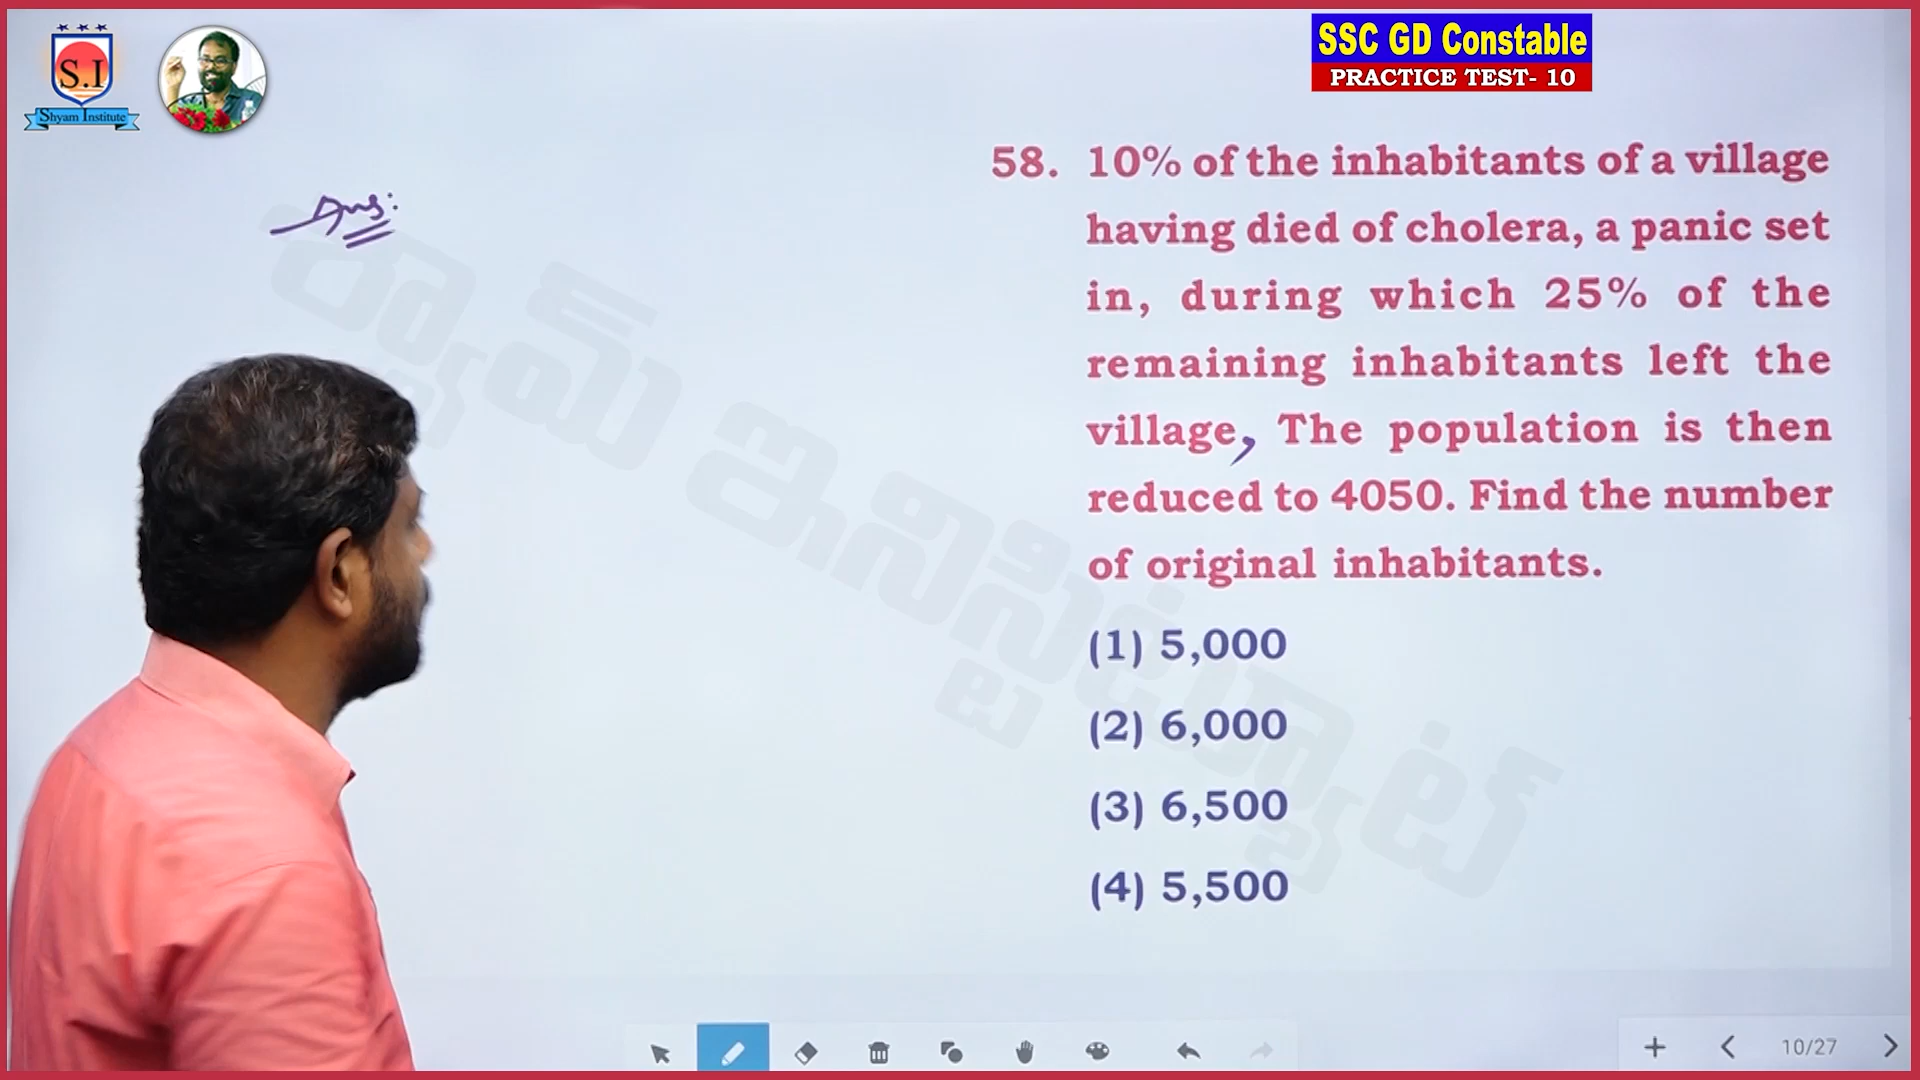 S.I
Shyam Institute
SSC GD Constable
PRACTICE TEST- 10
Ans:
58. 10% of the inhabitants of a village
having died of cholera, a panic set
in, during which 25% of the
remaining inhabitants left the
village, The population is then
reduced to 4050. Find the number
of original inhabitants.
(1) 5,000
(2) 6,000
(3) 6,500
(4) 5,500
శ్యామ్ ఇన్స్టిట్యూట్
10/27